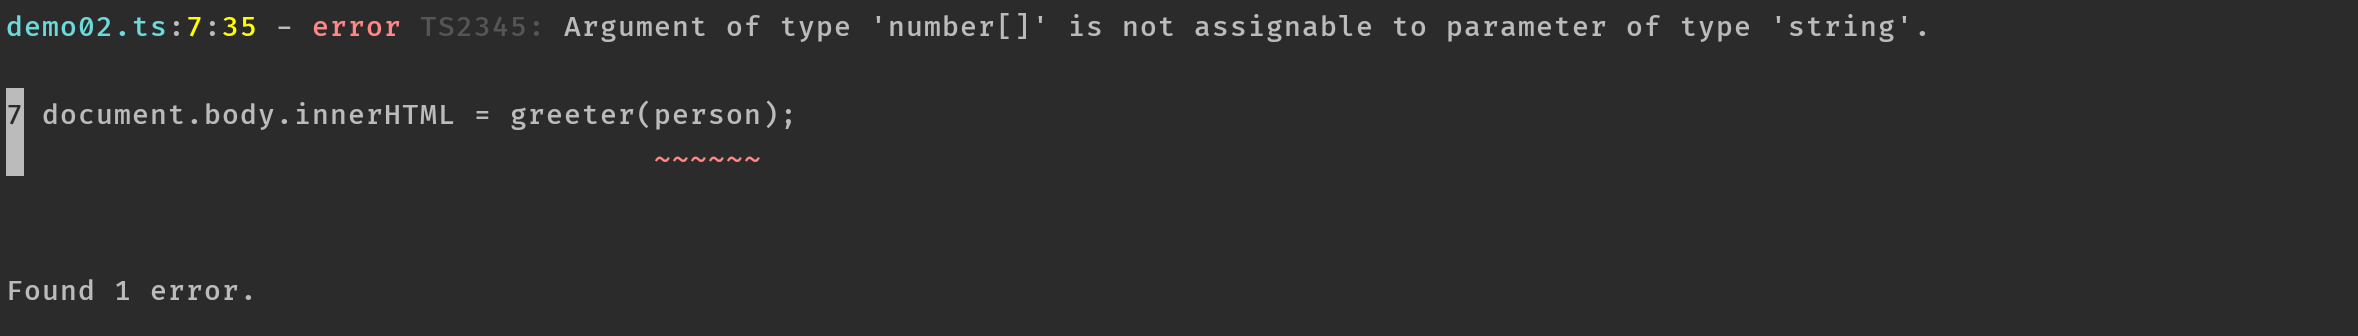 demo02.ts:7:35 - error TS2345: Argument of type 'number[]' is not assignable to parameter of type 'string'.
7 document.body.innerHTML = greeter(person);
~~~~~~
Found 1 error.